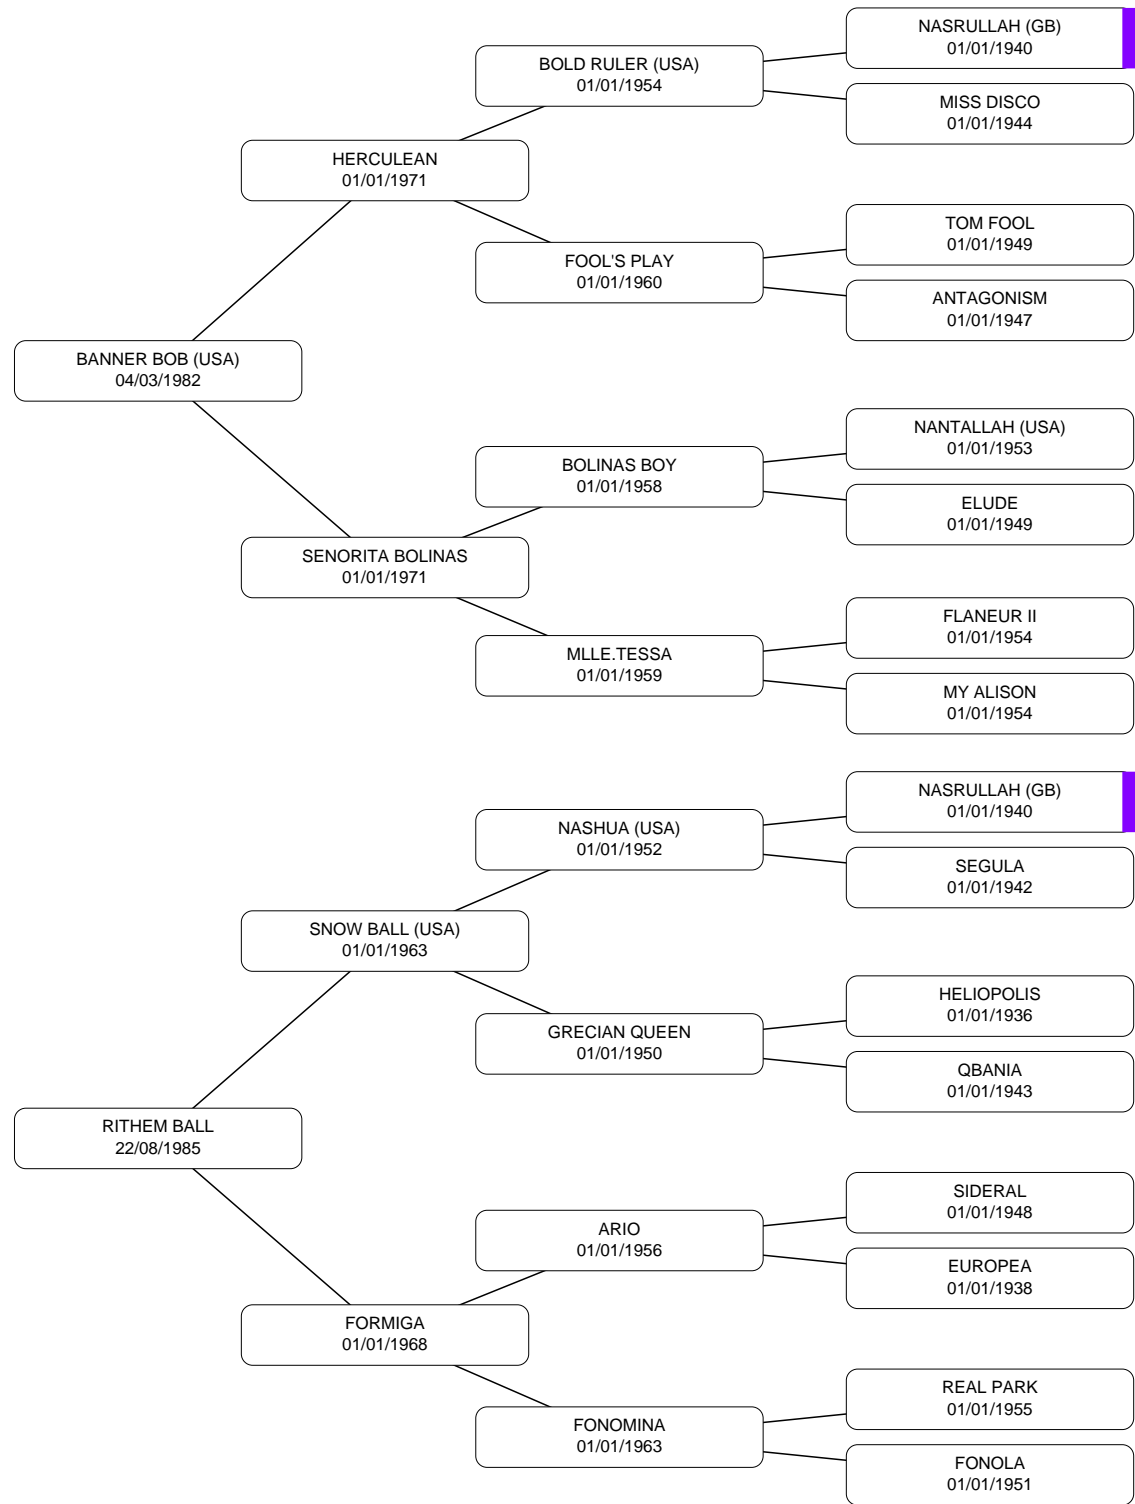 NASRULLAH (GB)
01/01/1940
BOLD RULER (USA)
01/01/1954
MISS DISCO
01/01/1944
HERCULEAN
01/01/1971
TOM FOOL
01/01/1949
FOOL'S PLAY
01/01/1960
ANTAGONISM
01/01/1947
BANNER BOB (USA)
04/03/1982
NANTALLAH (USA)
01/01/1953
BOLINAS BOY
01/01/1958
ELUDE
01/01/1949
SENORITA BOLINAS
01/01/1971
FLANEUR II
01/01/1954
MLLE.TESSA
01/01/1959
MY ALISON
01/01/1954
NASRULLAH (GB)
01/01/1940
NASHUA (USA)
01/01/1952
SEGULA
01/01/1942
SNOW BALL (USA)
01/01/1963
HELIOPOLIS
01/01/1936
GRECIAN QUEEN
01/01/1950
QBANIA
01/01/1943
RITHEM BALL
22/08/1985
SIDERAL
01/01/1948
ARIO
01/01/1956
EUROPEA
01/01/1938
FORMIGA
01/01/1968
REAL PARK
01/01/1955
FONOMINA
01/01/1963
FONOLA
01/01/1951